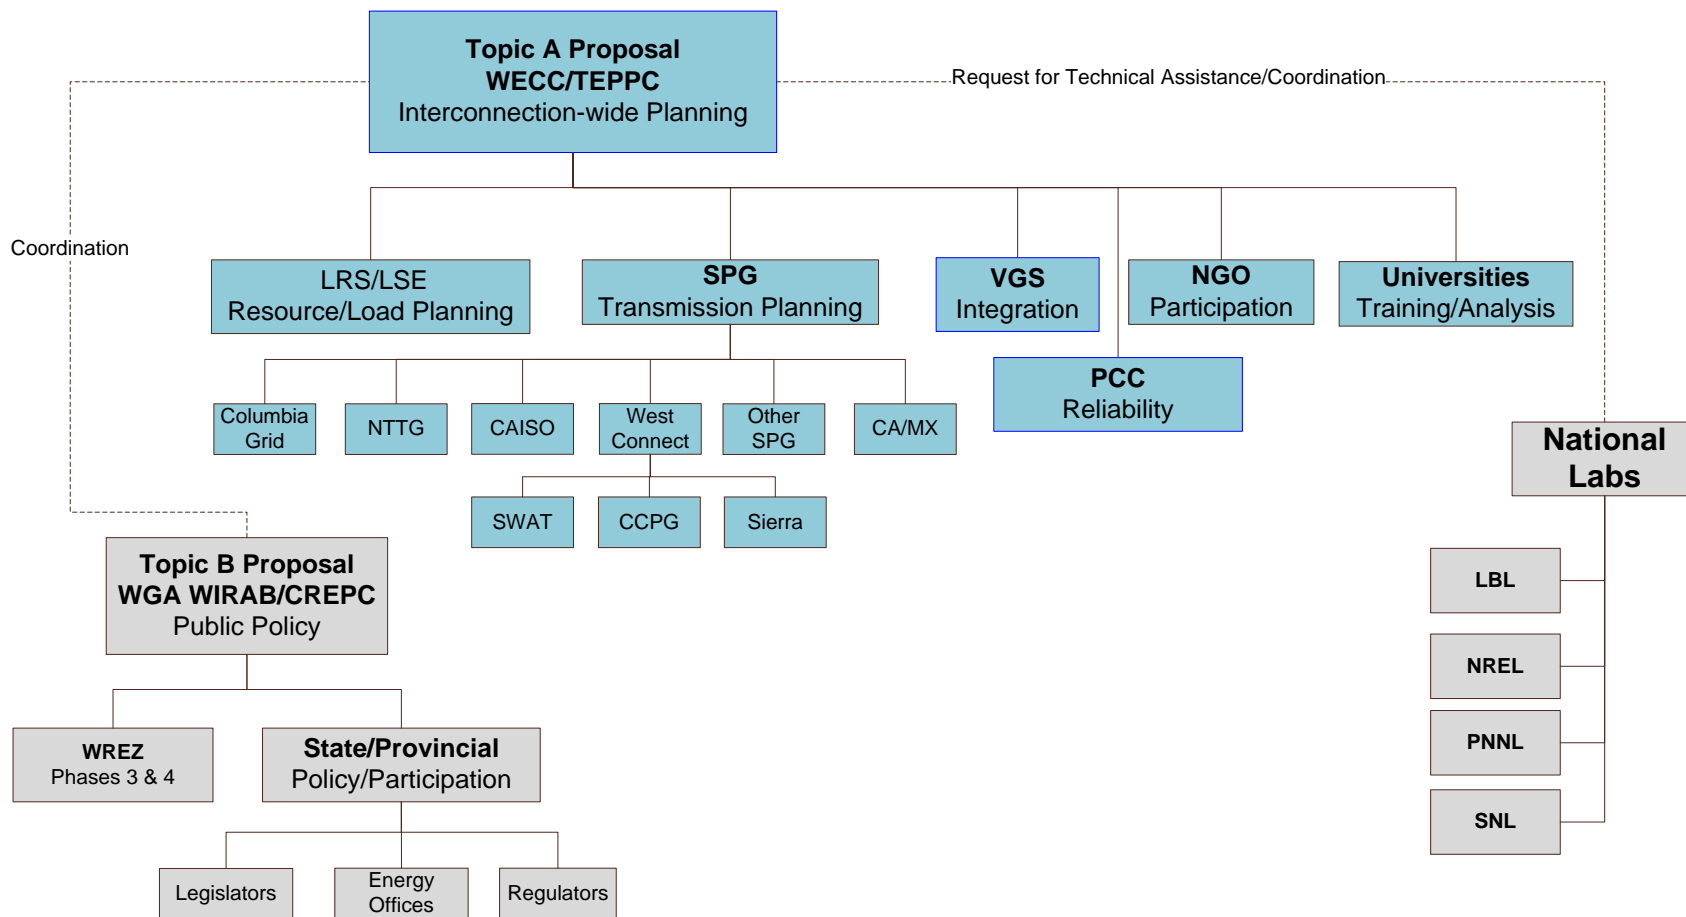 Topic A Proposal
WECC/TEPPC
Interconnection-wide Planning
Request for Technical Assistance/Coordination
Coordination
LRS/LSE
Resource/Load Planning
SPG
Transmission Planning
VGS
Integration
NGO
Participation
Universities
Training/Analysis
PCC
Reliability
Columbia
Grid
NTTG
CAISO
West
Connect
Other
SPG
CA/MX
National
Labs
SWAT
CCPG
Sierra
Topic B Proposal
WGA WIRAB/CREPC
Public Policy
LBL
NREL
PNNL
SNL
WREZ
Phases 3 & 4
State/Provincial
Policy/Participation
Legislators
Energy
Offices
Regulators